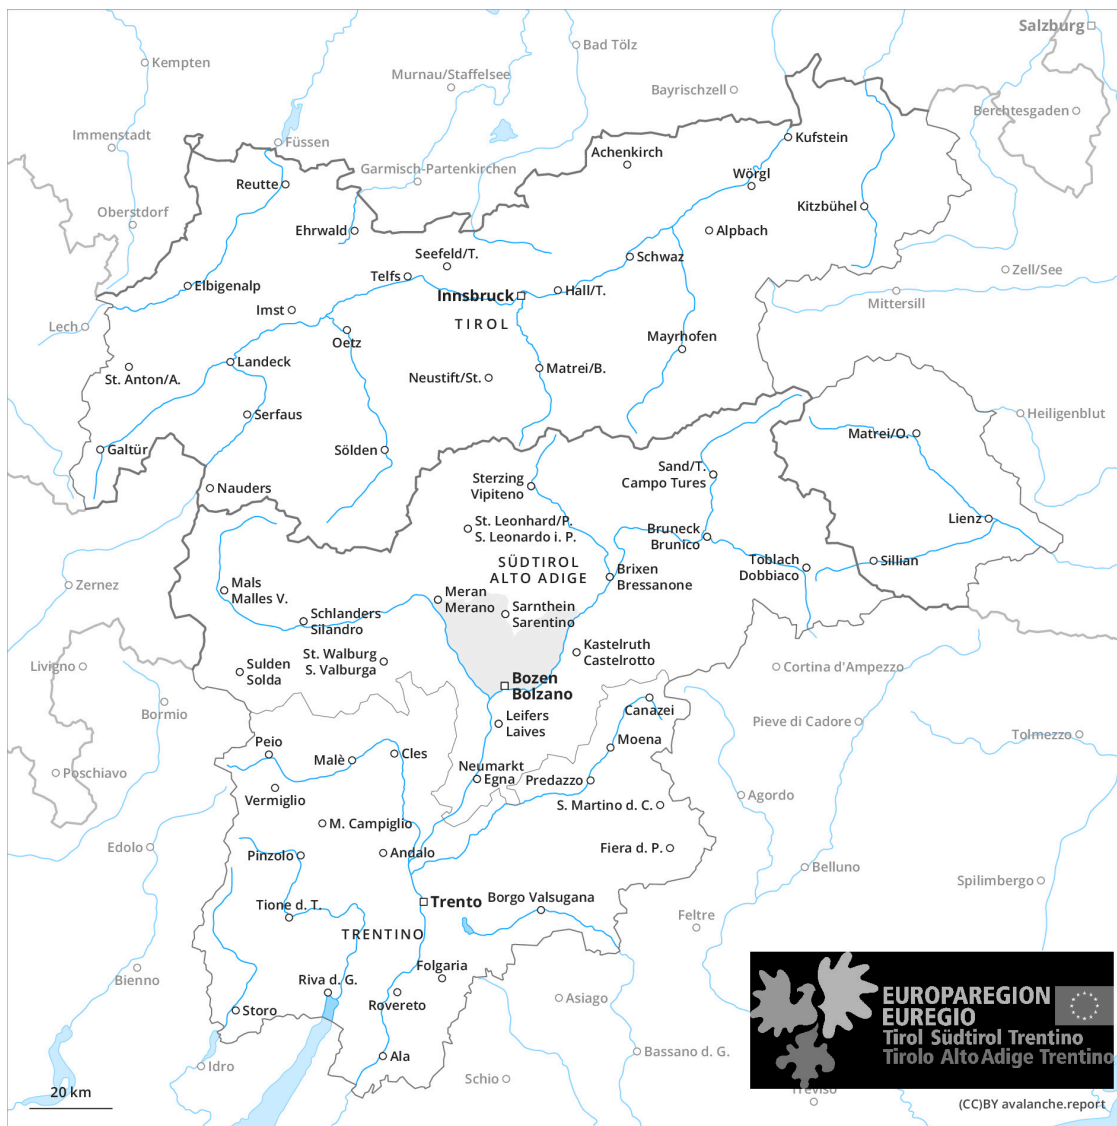 Salzburg
Bad Tölz
Kempten
Murnau/Staffelsee
Bayrischzell
Berchtesgaden
Immenstadt
Füssen
Kufstein
Achenkirch
Garmisch-Partenkirchen
Wörgl
Reutte
Kitzbühel
Oberstdorf
Ehrwald
Alpbach
Seefeld/T.
Schwaz
Zell/See
Telfs
Elbigenalp
Innsbruck
Hall/T.
Mittersill
Imst
TIROL
Lech
Oetz
Mayrhofen
Landeck
Matrei/B.
St. Anton/A.
Neustift/St.
Serfaus
Heiligenblut
Matrei/O.
Galtür
Sölden
Sand/T.
Campo Tures
Sterzing
Vipiteno
Nauders
Lienz
St. Leonhard/P.
S. Leonardo i. P.
Bruneck
Brunico
SÜDTIROL
ALTO ADIGE
Toblach
Dobbiaco
Sillian
Brixen
Bressanone
Zernez
Mals
Malles V.
Meran
Merano
Schlanders
Silandro
Sarnthein
Sarentino
Kastelruth
Castelrotto
St. Walburg
S. Valburga
Livigno
Sulden
Solda
Cortina d'Ampezzo
Bozen
Bolzano
Bormio
Canazei
Leifers
Laives
Pieve di Cadore
Tolmezzo
Moena
Peio
Cles
Malè
Neumarkt
Egna
Predazzo
Poschiavo
Vermiglio
Agordo
S. Martino d. C.
M. Campiglio
Edolo
Pinzolo
Andalo
Fiera d. P.
Belluno
Spilimbergo
Tione d. T.
Trento
Borgo Valsugana
Feltre
TRENTINO
Folgaria
Bienno
Riva d. G.
Rovereto
Asiago
Storo
EUROPAREGION
EUREGIO
Tirol Südtirol Trentino
Tirolo Alto Adige Trentino
Ala
Idro
Bassano d. G.
Schio
20 km
Treviso
(CC)BY avalanche.report